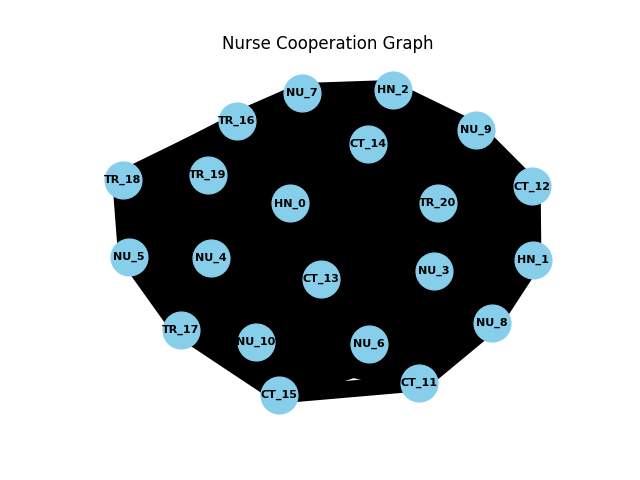 Nurse Cooperation Graph
HN_2
NU_7
TR_16
NU_9
CT_14
TR_19
TR_18
CT_12
HN_0
TR_20
NU_5
NU_4
HN_1
NU_3
CT_13
NU_8
TR_17
NU_10
NU_6
CT_11
CT_15